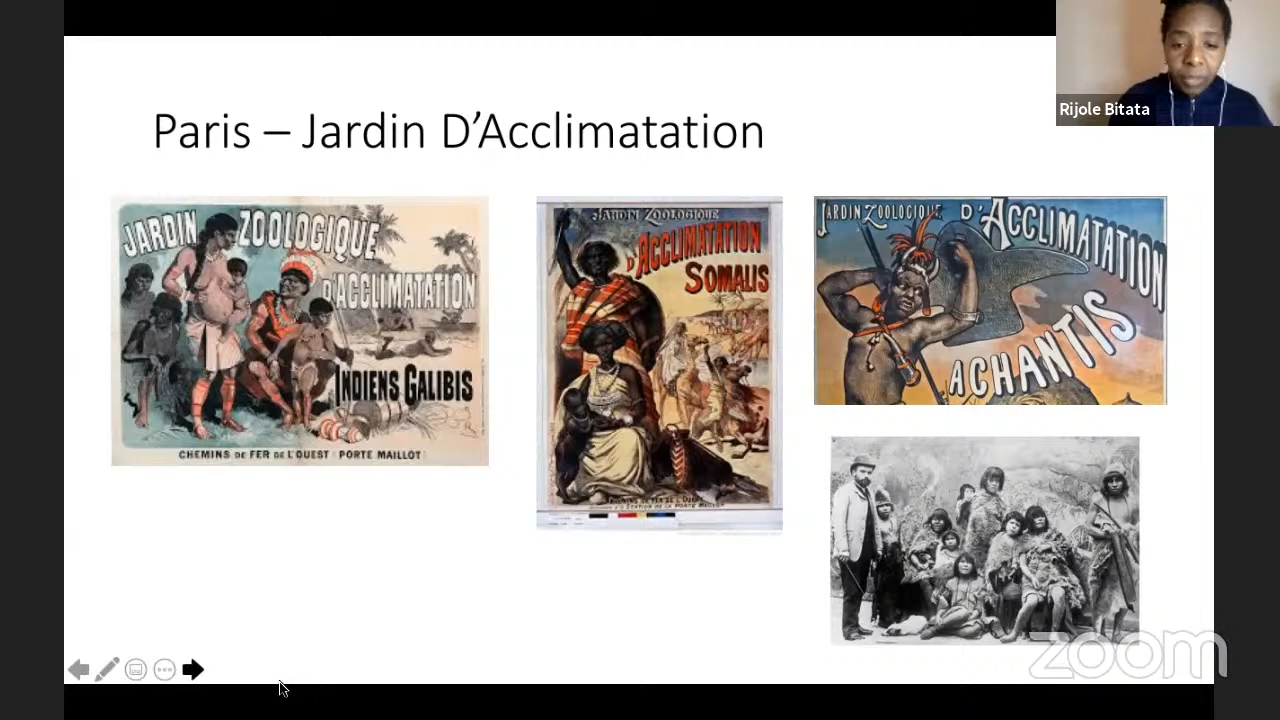 Rijole Bitata
Paris – Jardin D’Acclimatation
JARDIN ZOOLOGIQUE
D'ACCLIMATATION
INDIENS GALIBIS
CHEMINS DE FER DE L'OUEST PORTE MAILLOT
JARDIN ZOOLOGIQUE
D'ACCLIMATATION
SOMALIS
JARDIN ZOOLOGIQUE D'ACCLIMATATION
ACHANTIS
zoom